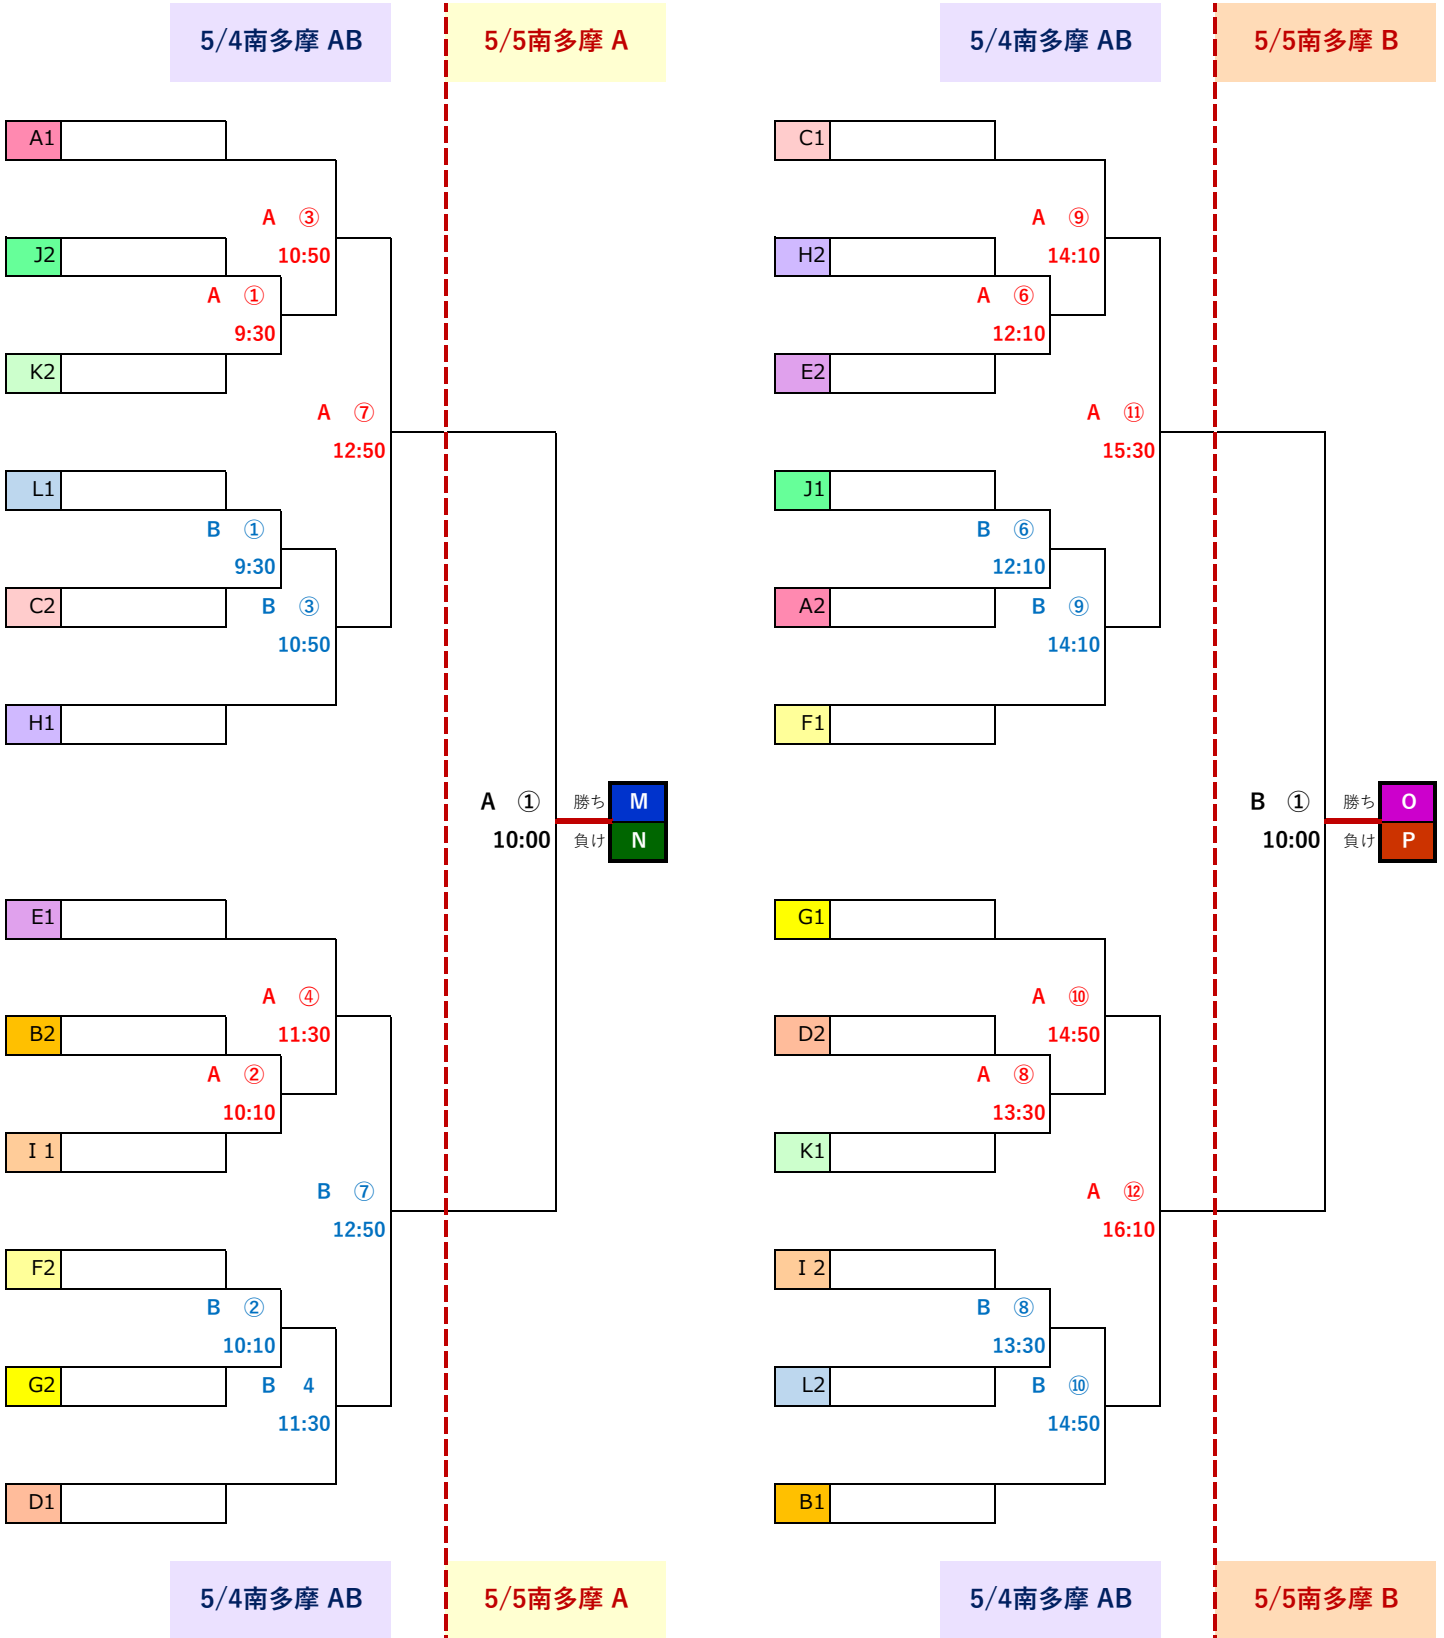 5/4南多摩 AB
5/5南多摩 A
A1
A ③
10:50
J2
A ①
9:30
K2
A ⑦
12:50
L1
B ①
9:30
C2
B ③
10:50
H1
A ①
10:00
勝ち M
負け N
E1
A ④
11:30
B2
A ②
10:10
I 1
B ⑦
12:50
F2
B ②
10:10
G2
B 4
11:30
D1
5/4南多摩 AB
5/5南多摩 A
5/4南多摩 AB
5/5南多摩 B
C1
A ⑨
14:10
H2
A ⑥
12:10
E2
A ⑪
15:30
J1
B ⑥
12:10
A2
B ⑨
14:10
F1
B ①
10:00
勝ち O
負け P
G1
A ⑩
14:50
D2
A ⑧
13:30
K1
A ⑫
16:10
I 2
B ⑧
13:30
L2
B ⑩
14:50
B1
5/4南多摩 AB
5/5南多摩 B